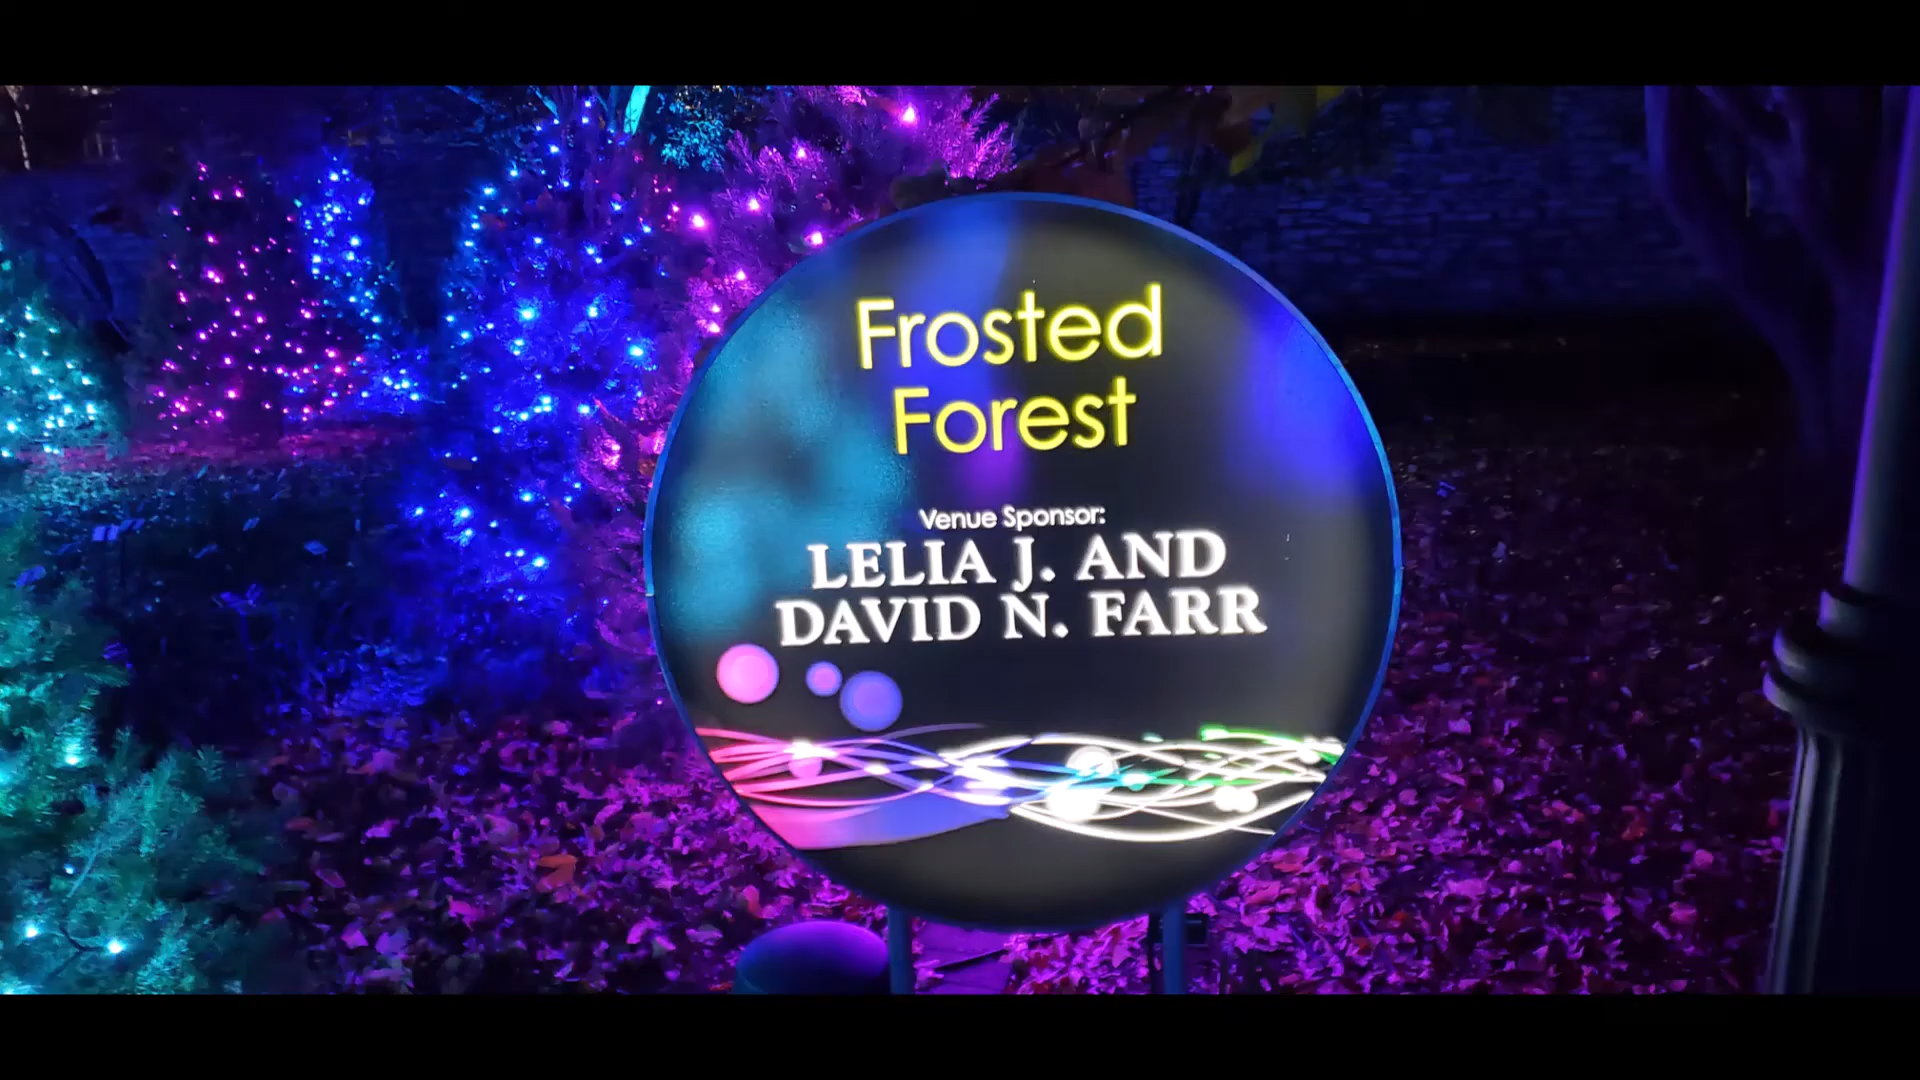 Frosted
Forest
Venue Sponsor:
LELIA J. AND
DAVID N. FARR